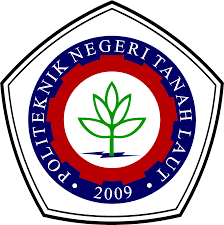 POLITEKNIK NEGERI TANAH LAUT
2009